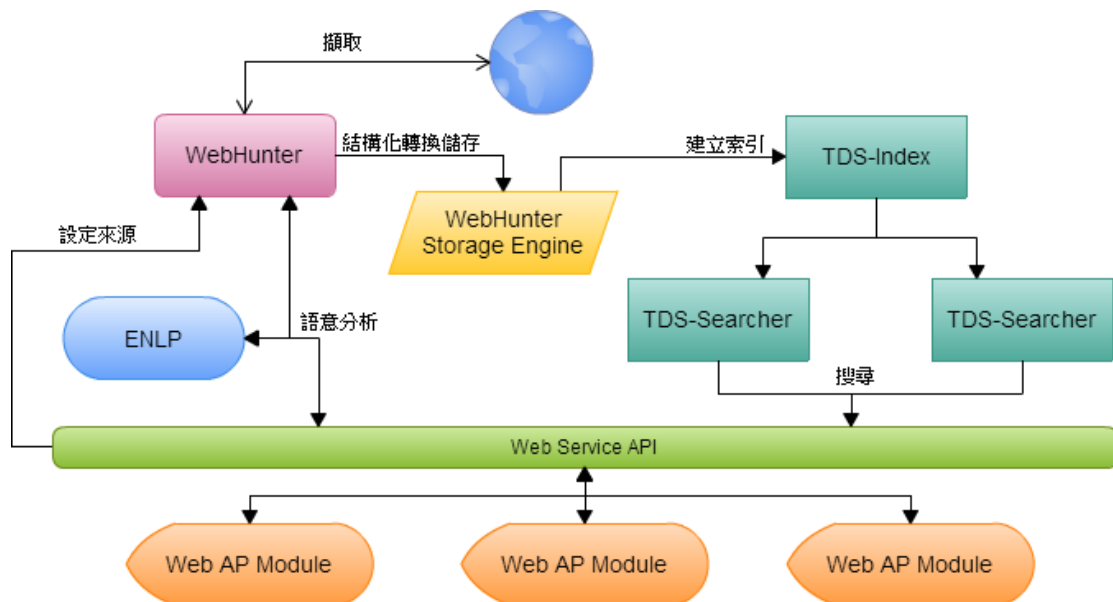 擷取
WebHunter
結構化轉換儲存
建立索引
TDS-Index
WebHunter
Storage Engine
設定來源
ENLP
語意分析
TDS-Searcher
TDS-Searcher
搜尋
Web Service API
Web AP Module
Web AP Module
Web AP Module